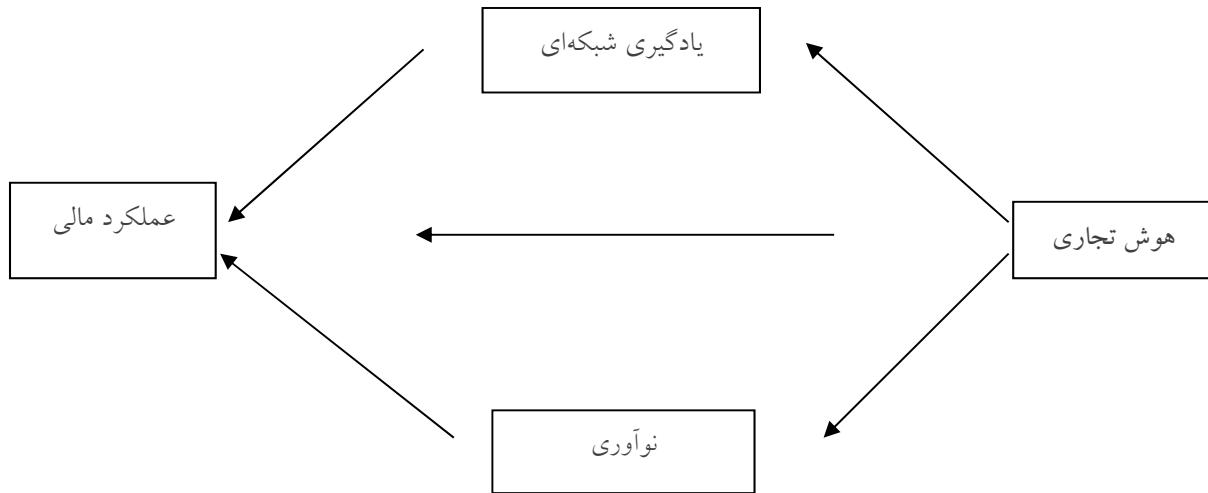 یادگیری شبکه‌ای
هوش تجاری
عملکرد مالی
نوآوری